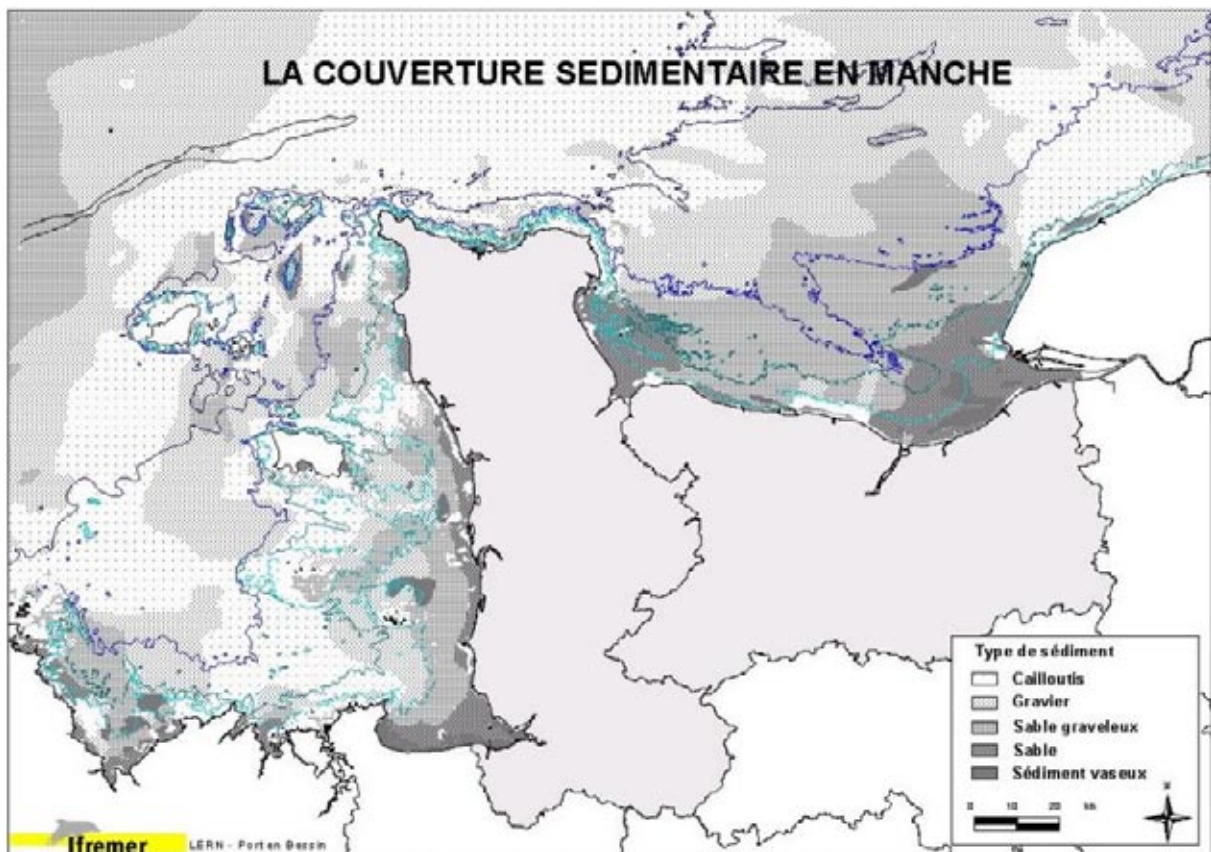 LA COUVERTURE SEDIMENTAIRE EN MANCHE
Type de sédiment
Cailloutis
Gravier
Sable graveleux
Sable
Sédiment vaseux
0 10 20
Ifremer
LERN - Port en Bessin